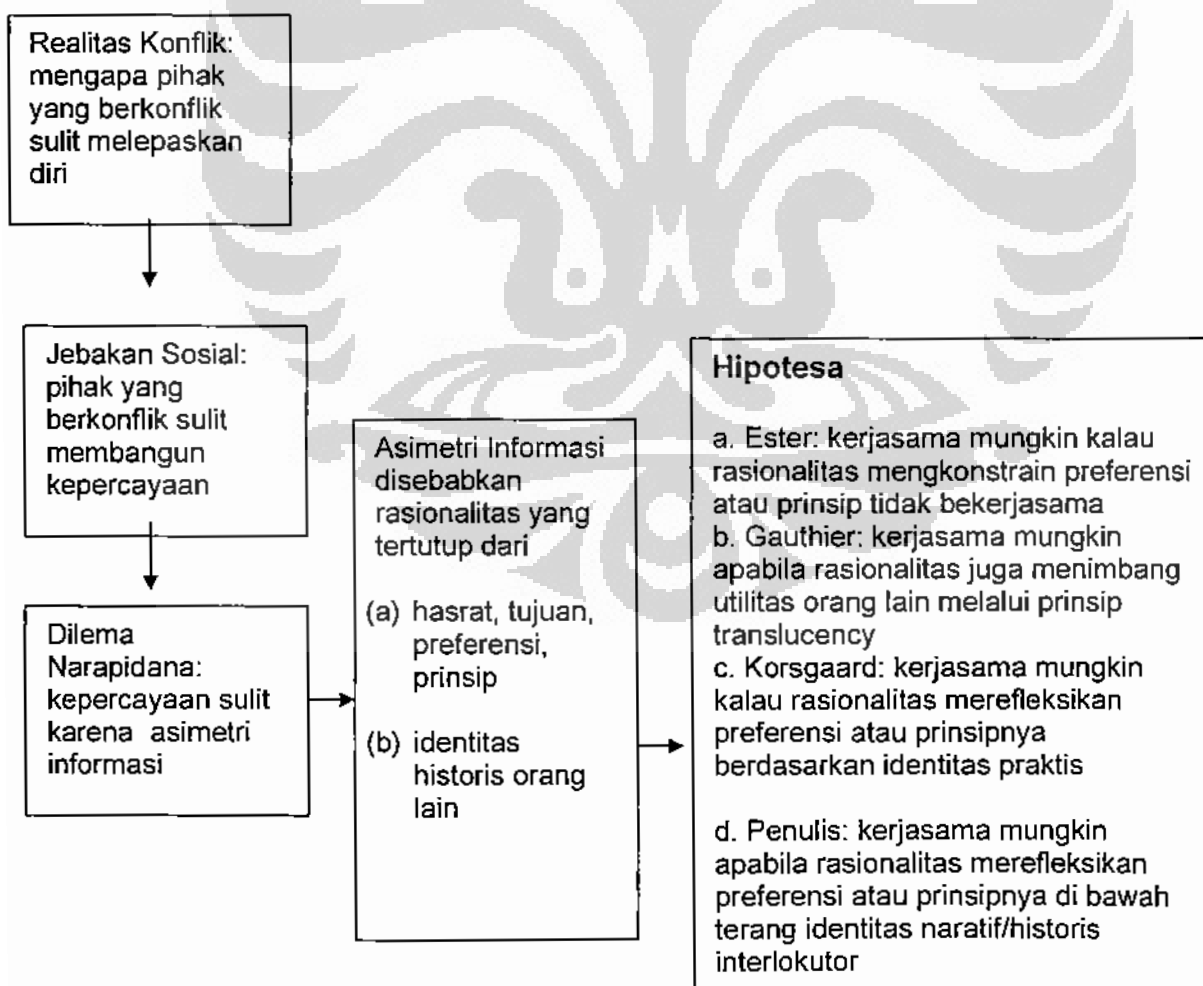 Realitas Konflik:
mengapa pihak
yang berkonflik
sulit melepaskan
diri
Jebakan Sosial:
pihak yang
berkonflik sulit
membangun
kepercayaan
Dilema
Narapidana:
kepercayaan sulit
karena asimetri
informasi
Asimetri Informasi
disebabkan
rasionalitas yang
tertutup dari
(a) hasrat, tujuan,
preferensi,
prinsip
(b) identitas
historis orang
lain
Hipotesa
a. Ester: kerjasama mungkin kalau
rasionalitas mengkonstrain preferensi
atau prinsip tidak bekerjasama
b. Gauthier: kerjasama mungkin
apabila rasionalitas juga menimbang
utilitas orang lain melalui prinsip
translucency
c. Korsgaard: kerjasama mungkin
kalau rasionalitas merefleksikan
preferensi atau prinsipnya
berdasarkan identitas praktis
d. Penulis: kerjasama mungkin
apabila rasionalitas merefleksikan
preferensi atau prinsipnya di bawah
terang identitas naratif/historis
interlokutor